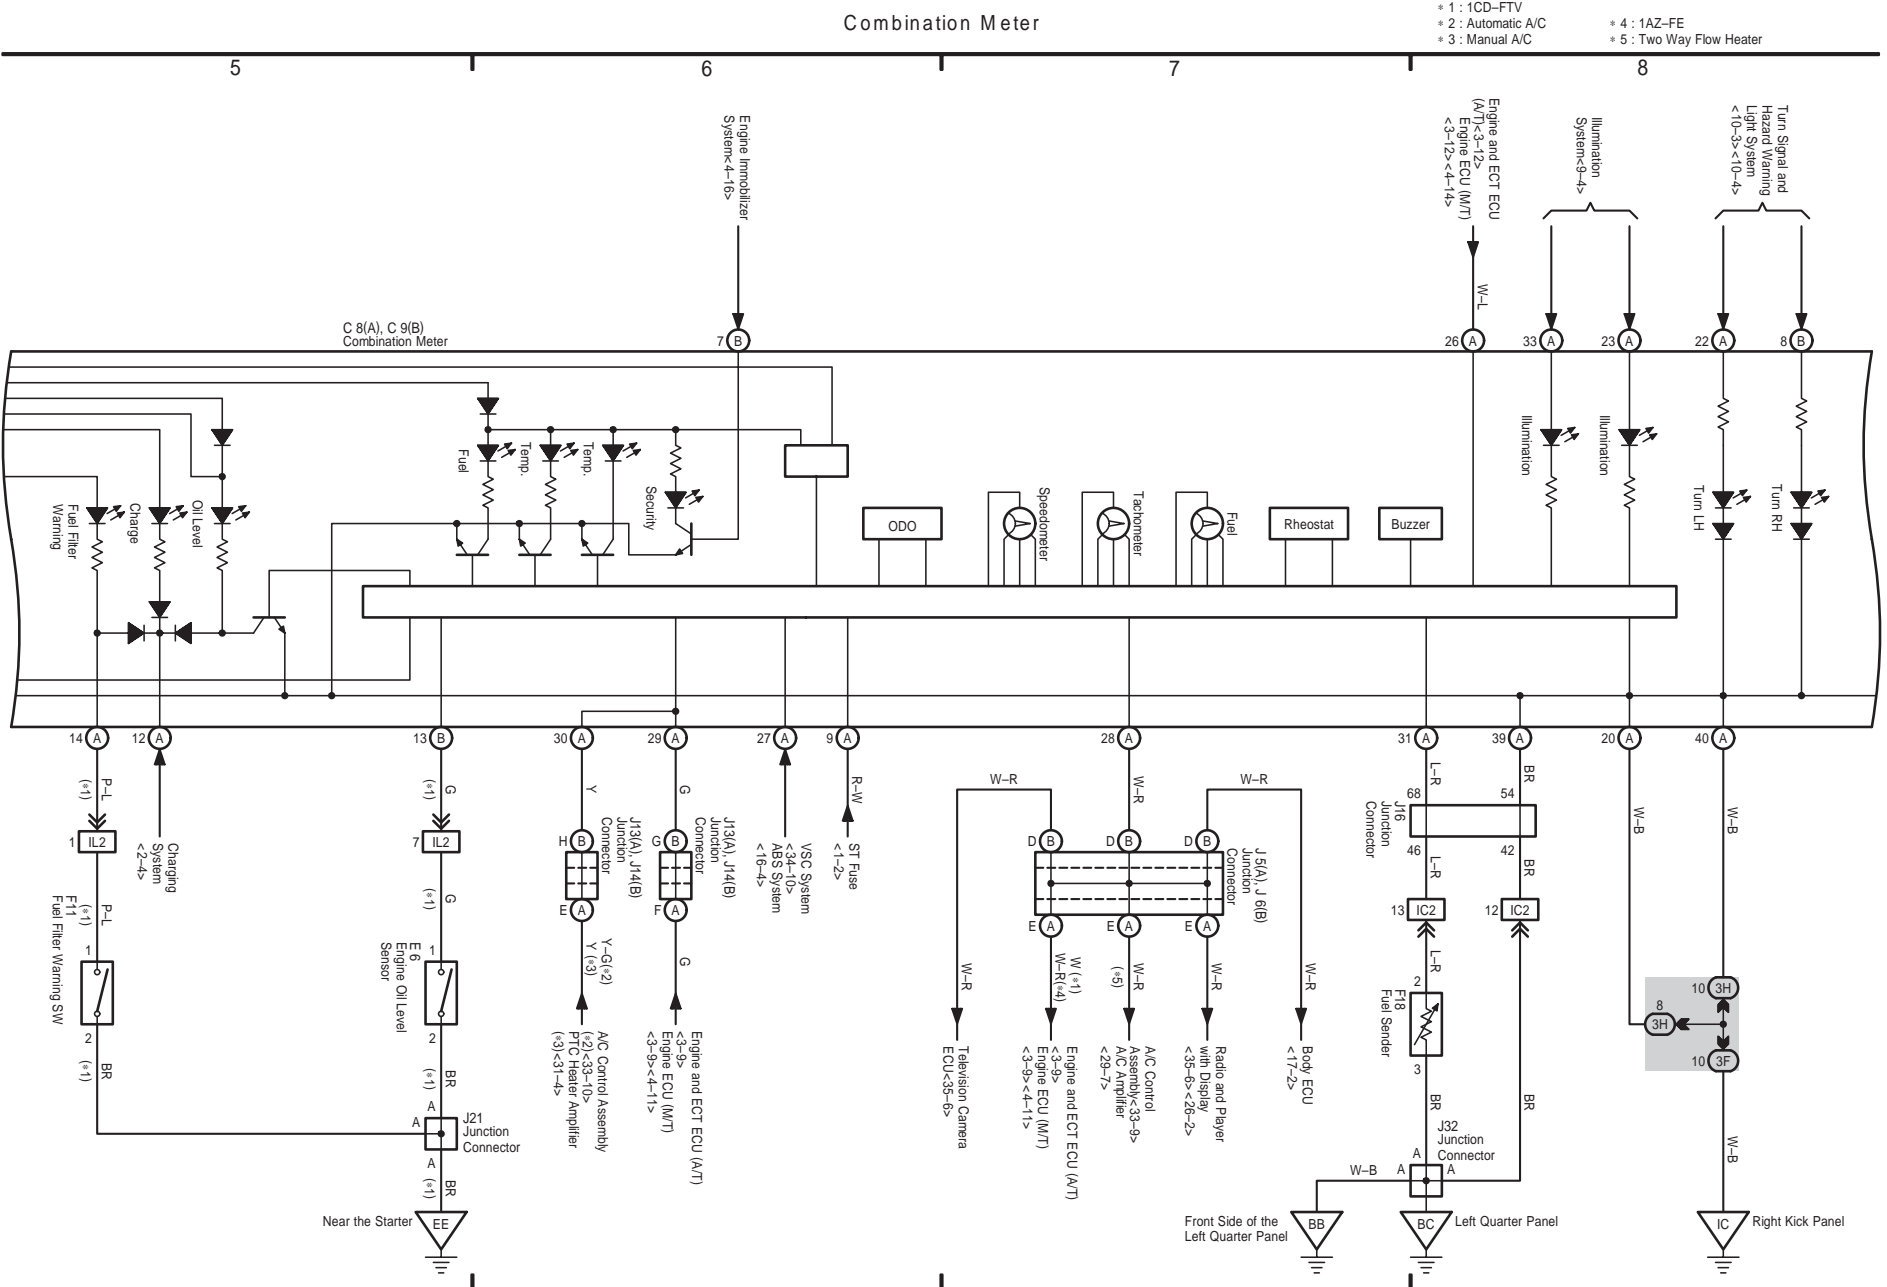 Combination Meter
* 1 : 1CD–FTV
* 2 : Automatic A/C
* 3 : Manual A/C
* 4 : 1AZ–FE
* 5 : Two Way Flow Heater
5
6
7
8
Engine Immobilizer
System<4–16>
Engine and ECT ECU
(A/T)<3–12>
Engine ECU (M/T)
<3–12><4–14>
Illumination
System<9–4>
Turn Signal and
Hazard Warning
Light System
<10–3><10–4>
W–L
C 8(A), C 9(B)
Combination Meter
7 B
26 A
33 A
23 A
22 A
8 B
Fuel
Temp.
Temp.
Security
Fuel Filter
Warning
Charge
Oil Level
ODO
Speedometer
Tachometer
Fuel
Rheostat
Buzzer
Illumination
Illumination
Turn LH
Turn RH
14 A
12 A
13 B
30 A
29 A
27 A
9 A
28 A
31 A
39 A
20 A
40 A
P–L
(*1)
1 IL2
Charging
System
<2–4>
P–L
(*1)
F11
Fuel Filter Warning SW
1
2
BR
(*1)
G
(*1)
7 IL2
G
(*1)
E 6
Engine Oil Level
Sensor
1
2
BR
(*1)
A
A
J21
Junction
Connector
A
BR
(*1)
Near the Starter
EE
Y
H B
J13(A), J14(B)
Junction
Connector
E A
Y–G(*2)
Y (*3)
A/C Control Assembly
(*2)<33–10>
PTC Heater Amplifier
(*3)<31–4>
G
G B
J13(A), J14(B)
Junction
Connector
F A
G
Engine and ECT ECU (A/T)
<3–9>
Engine ECU (M/T)
<3–9><4–11>
VSC System
<34–10>
ABS System
<16–4>
R–W
ST Fuse
<1–2>
W–R
W–R
W–R
D B
D B
D B
J 5(A), J 6(B)
Junction
Connector
E A
E A
E A
W–R
W (*1)
W–R(*4)
W–R
(*5)
W–R
W–R
Television Camera
ECU<35–6>
Engine and ECT ECU (A/T)
<3–9>
Engine ECU (M/T)
<3–9><4–11>
A/C Control
Assembly<33–9>
A/C Amplifier
<29–7>
Radio and Player
with Display
<35–6><26–2>
Body ECU
<17–2>
L–R
BR
68
54
J16
Junction
Connector
46
42
L–R
BR
13 IC2
12 IC2
L–R
2
F18
Fuel Sender
3
BR
BR
J32
Junction
Connector
A
A
A
W–B
Front Side of the
Left Quarter Panel
BB
BC
Left Quarter Panel
W–B
W–B
10 3H
8
3H
10 3F
W–B
IC
Right Kick Panel